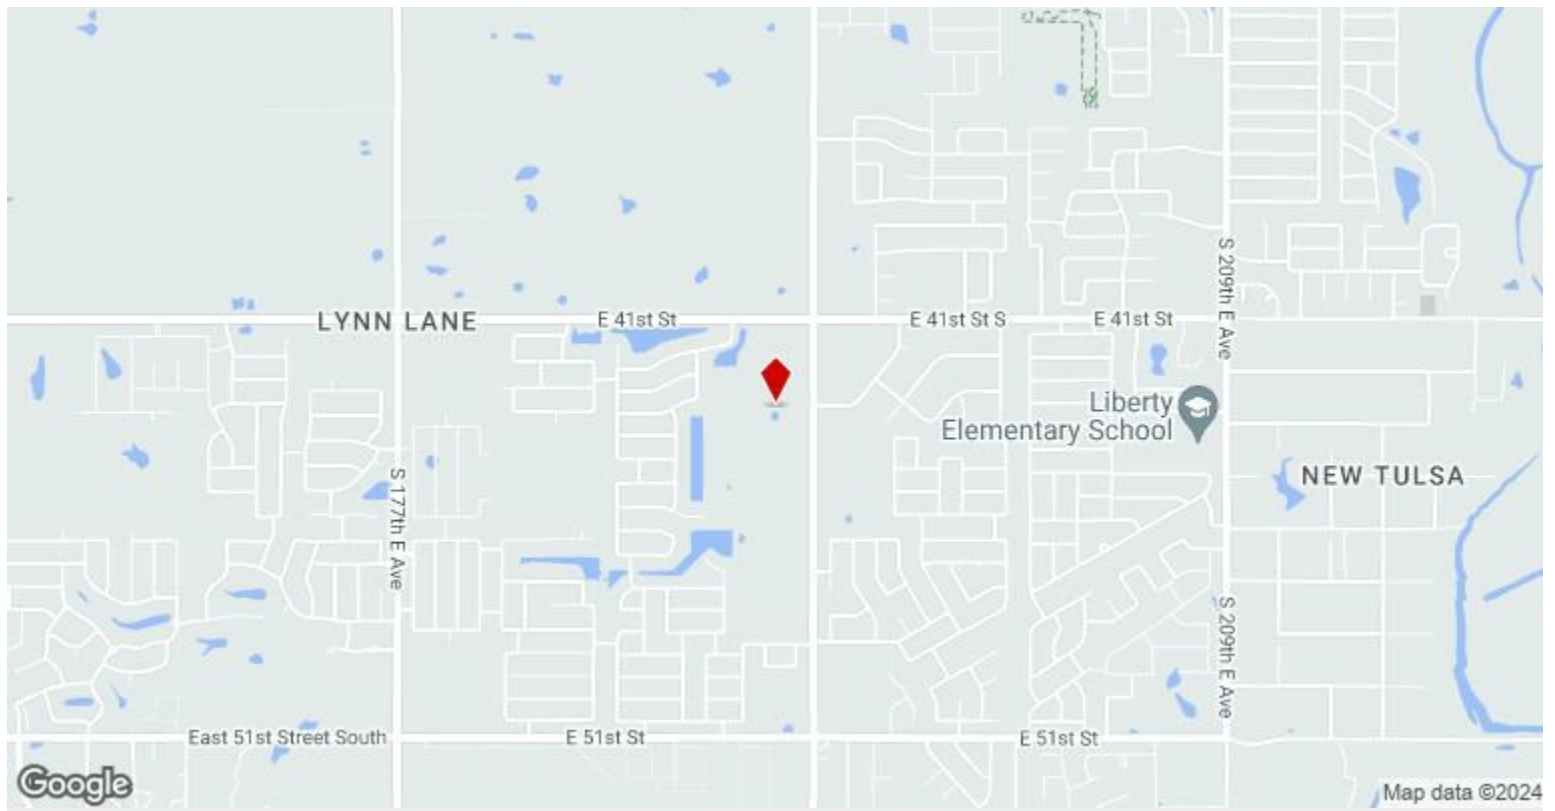 S 209th E Ave
LYNN LANE
E 41st St
E 41st St S
E 41st St
Liberty
Elementary School
S 177th E Ave
NEW TULSA
S 209th E Ave
East 51st Street South
E 51st St
E 51st St
Google
Map data ©2024